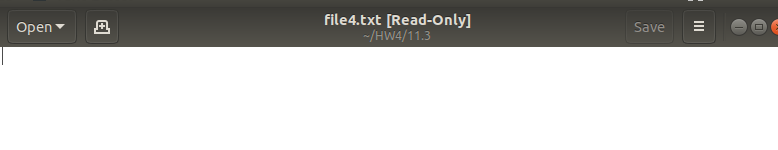 Open
file4.txt [Read-Only]
~/HW4/11.3
Save